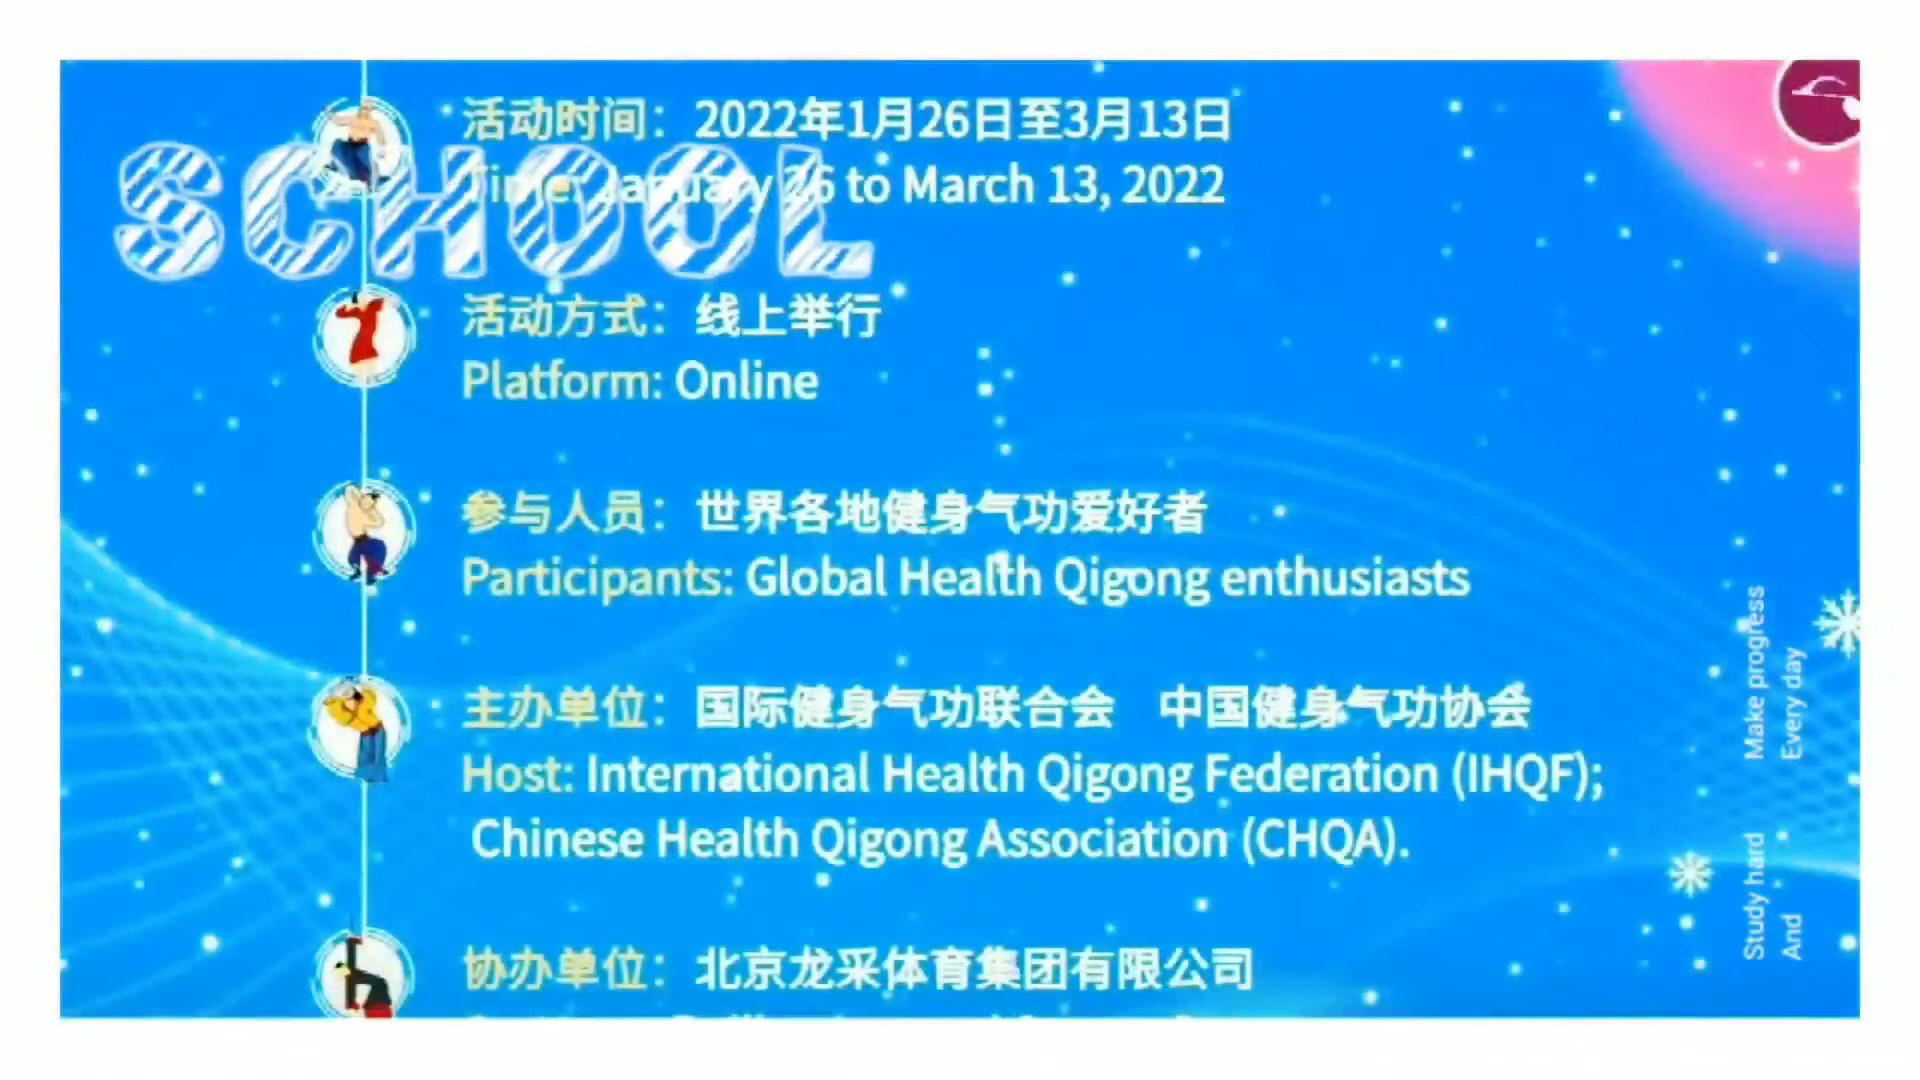 活动时间：2022年1月26日至3月13日
Time: January 26 to March 13, 2022
SCHOOL
活动方式：线上举行
Platform: Online
参与人员：世界各地健身气功爱好者
Participants: Global Health Qigong enthusiasts
主办单位：国际健身气功联合会 中国健身气功协会
Host: International Health Qigong Federation (IHQF);
Chinese Health Qigong Association (CHQA).
协办单位：北京龙采体育集团有限公司
Study hard Make progress
And Every day